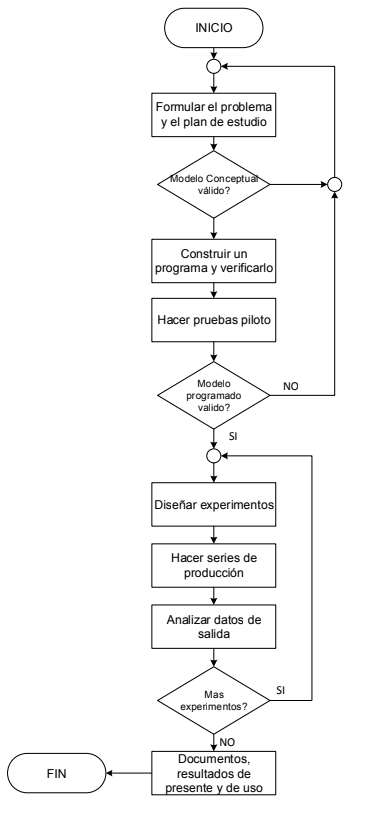 INICIO
Formular el problema
y el plan de estudio
Modelo Conceptual
válido?
Construir un
programa y verificarlo
Hacer pruebas piloto
Modelo
programado
valido?
NO
SI
Diseñar experimentos
Hacer series de
producción
Analizar datos de
salida
Mas
experimentos?
SI
NO
Documentos,
resultados de
presente y de uso
FIN